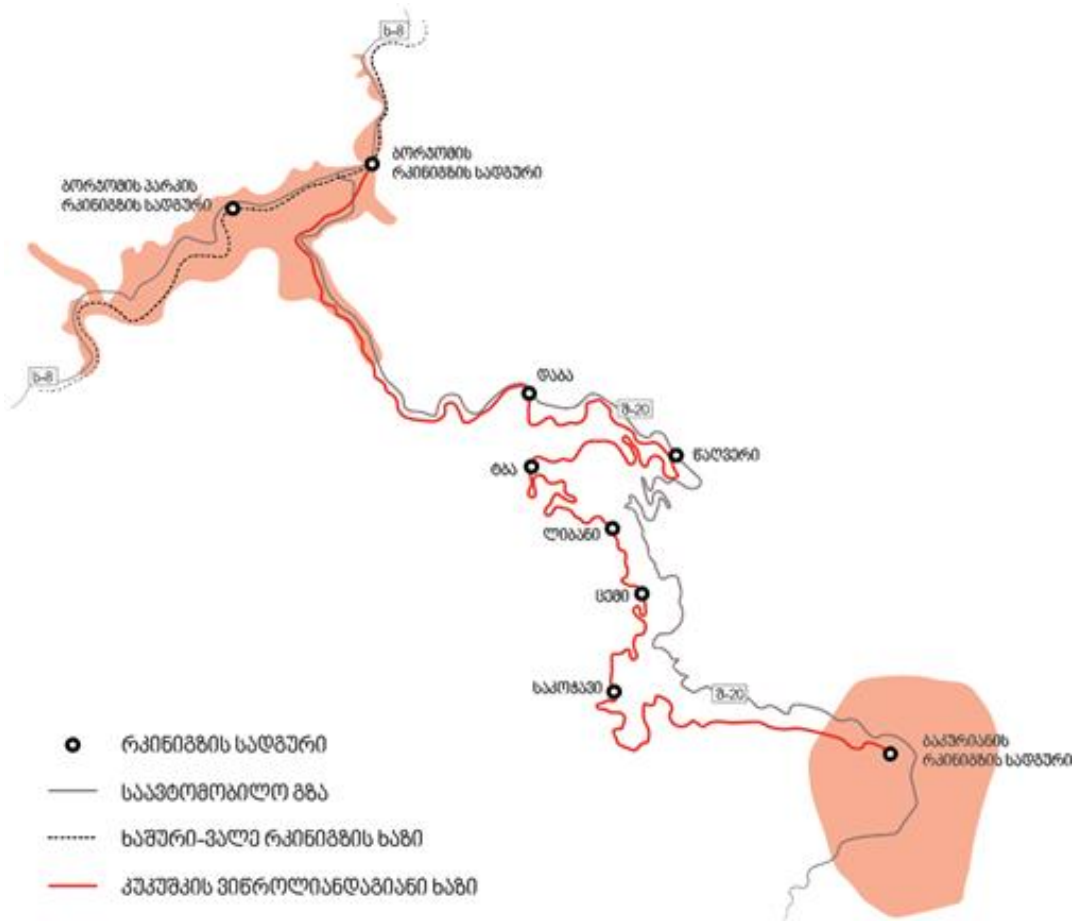 ს-8
ბორჯომის
რკინიგზის სადგური
ბორჯომის პარკის
რკინიგზის სადგური
ს-8
დაბა
შ-20
წაღვერი
ტბა
ლიბანი
ცემი
საკოჭავი
შ-20
ბაკურიანის
რკინიგზის სადგური
რკინიგზის სადგური
საავტომობილო გზა
ხაშური-ვალე რკინიგზის ხაზი
კუკუშკის ვიწროლიანდაგიანი ხაზი